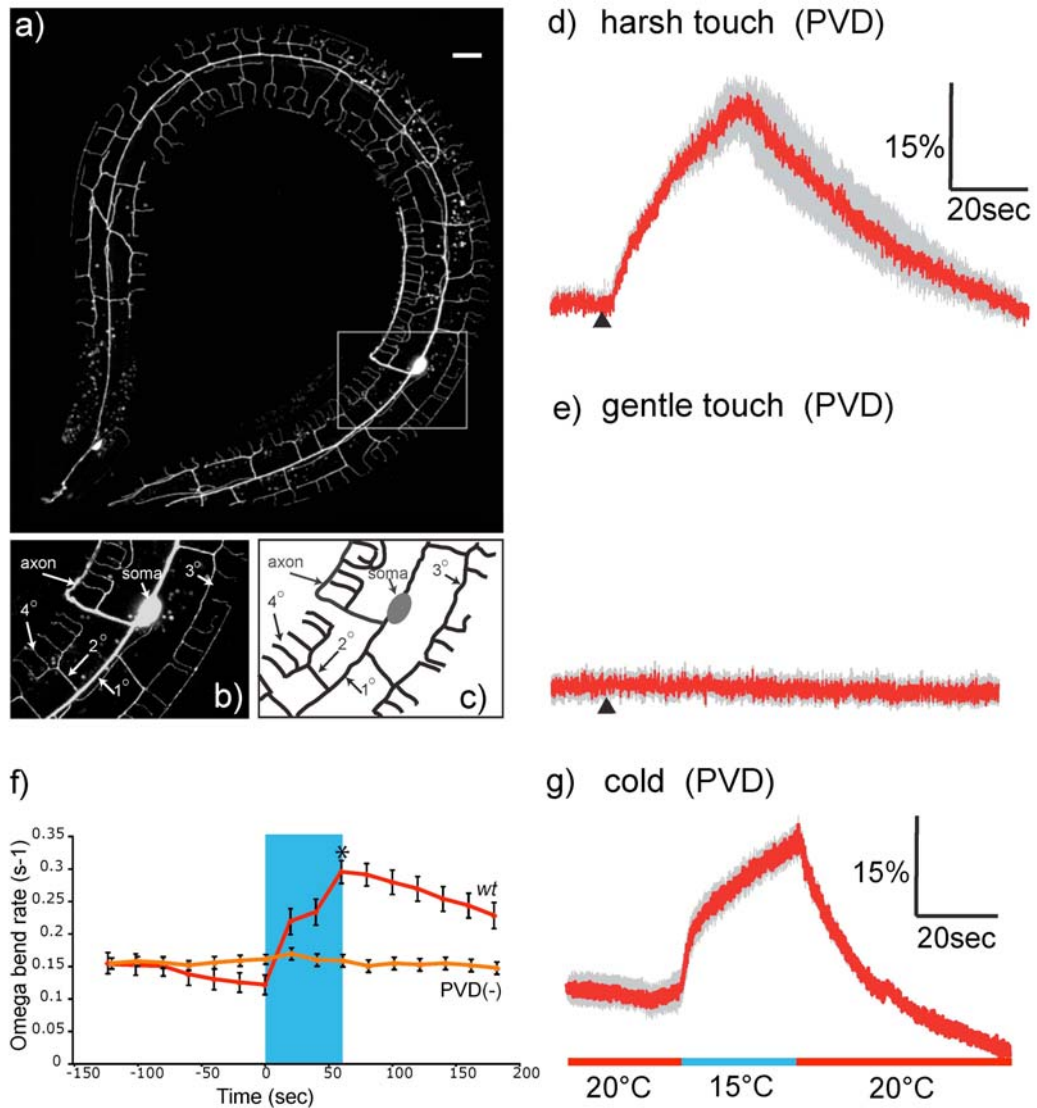 a)
d) harsh touch (PVD)
15%
20sec
e) gentle touch (PVD)
axon
soma
3°
4°
2°
1°
b)
axon
soma
3°
4°
2°
1°
c)
f)
Omega bend rate (s-1)
0.35
0.3
0.25
0.2
0.15
0.1
0.05
0
*
wt
PVD(-)
-150 -100 -50 0 50 100 150 200
Time (sec)
g) cold (PVD)
15%
20sec
20°C 15°C 20°C